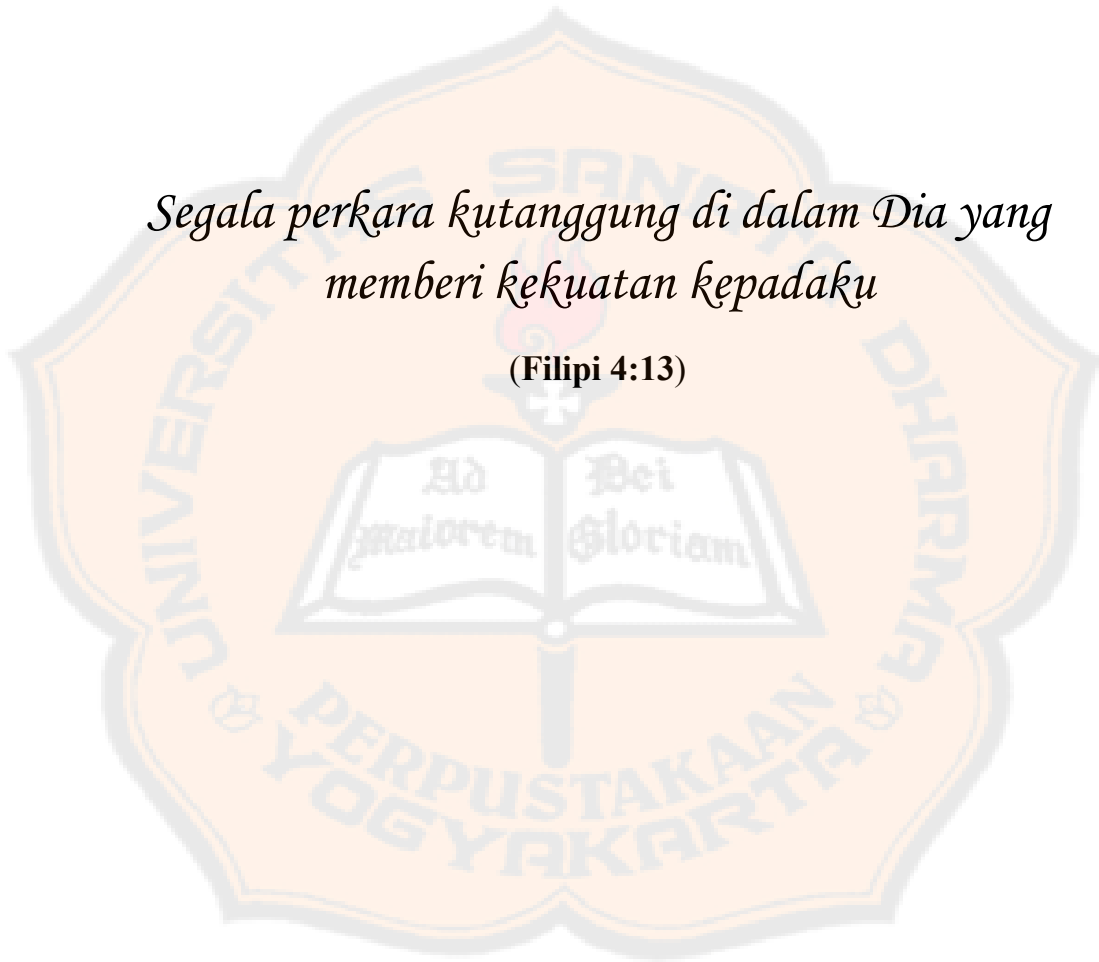 Segala perkara kutanggung di dalam Dia yang
memberi kekuatan kepadaku
(Filipi 4:13)
UNIVERSITAS SANATA DHARMA
Ad Dei
Maiorem Gloriam
PERPUSTAKAAN
YOGYAKARTA